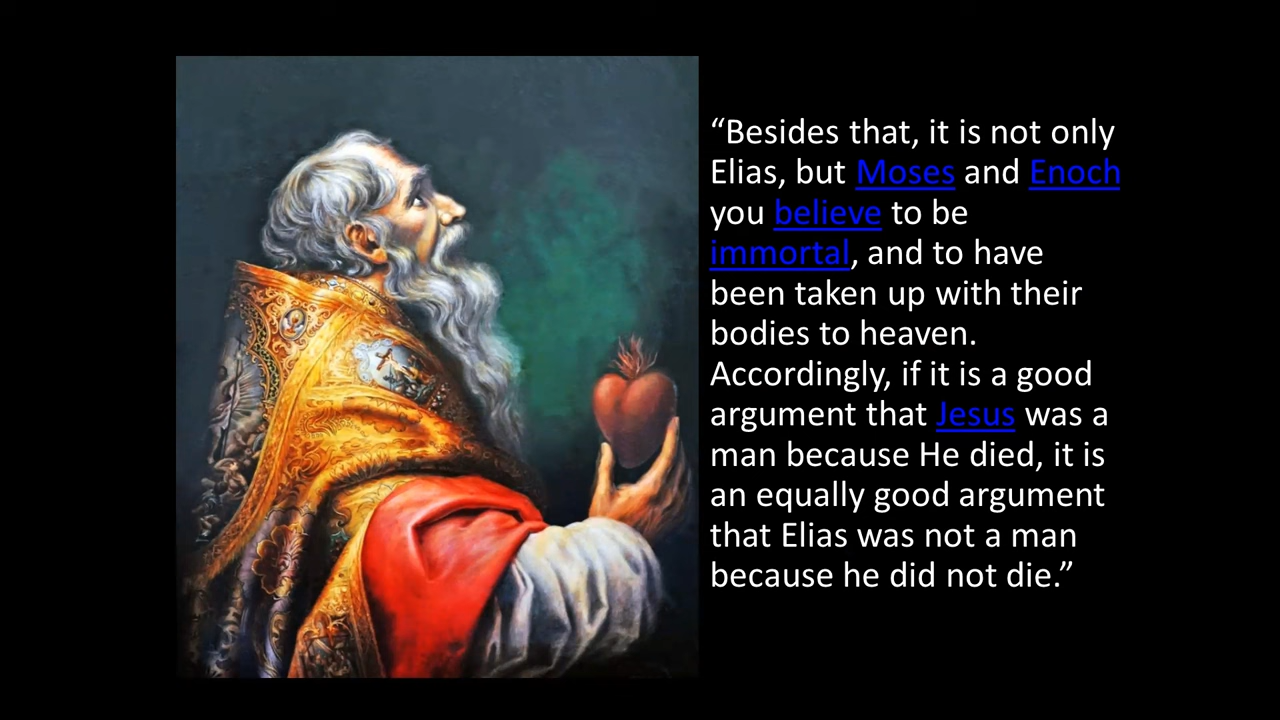 “Besides that, it is not only
Elias, but Moses and Enoch
you believe to be
immortal, and to have
been taken up with their
bodies to heaven.
Accordingly, if it is a good
argument that Jesus was a
man because He died, it is
an equally good argument
that Elias was not a man
because he did not die.”